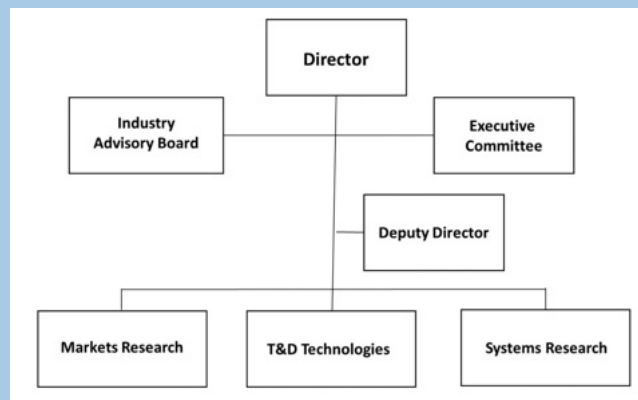 Director
Industry
Advisory Board
Executive
Committee
Deputy Director
Markets Research
T&D Technologies
Systems Research